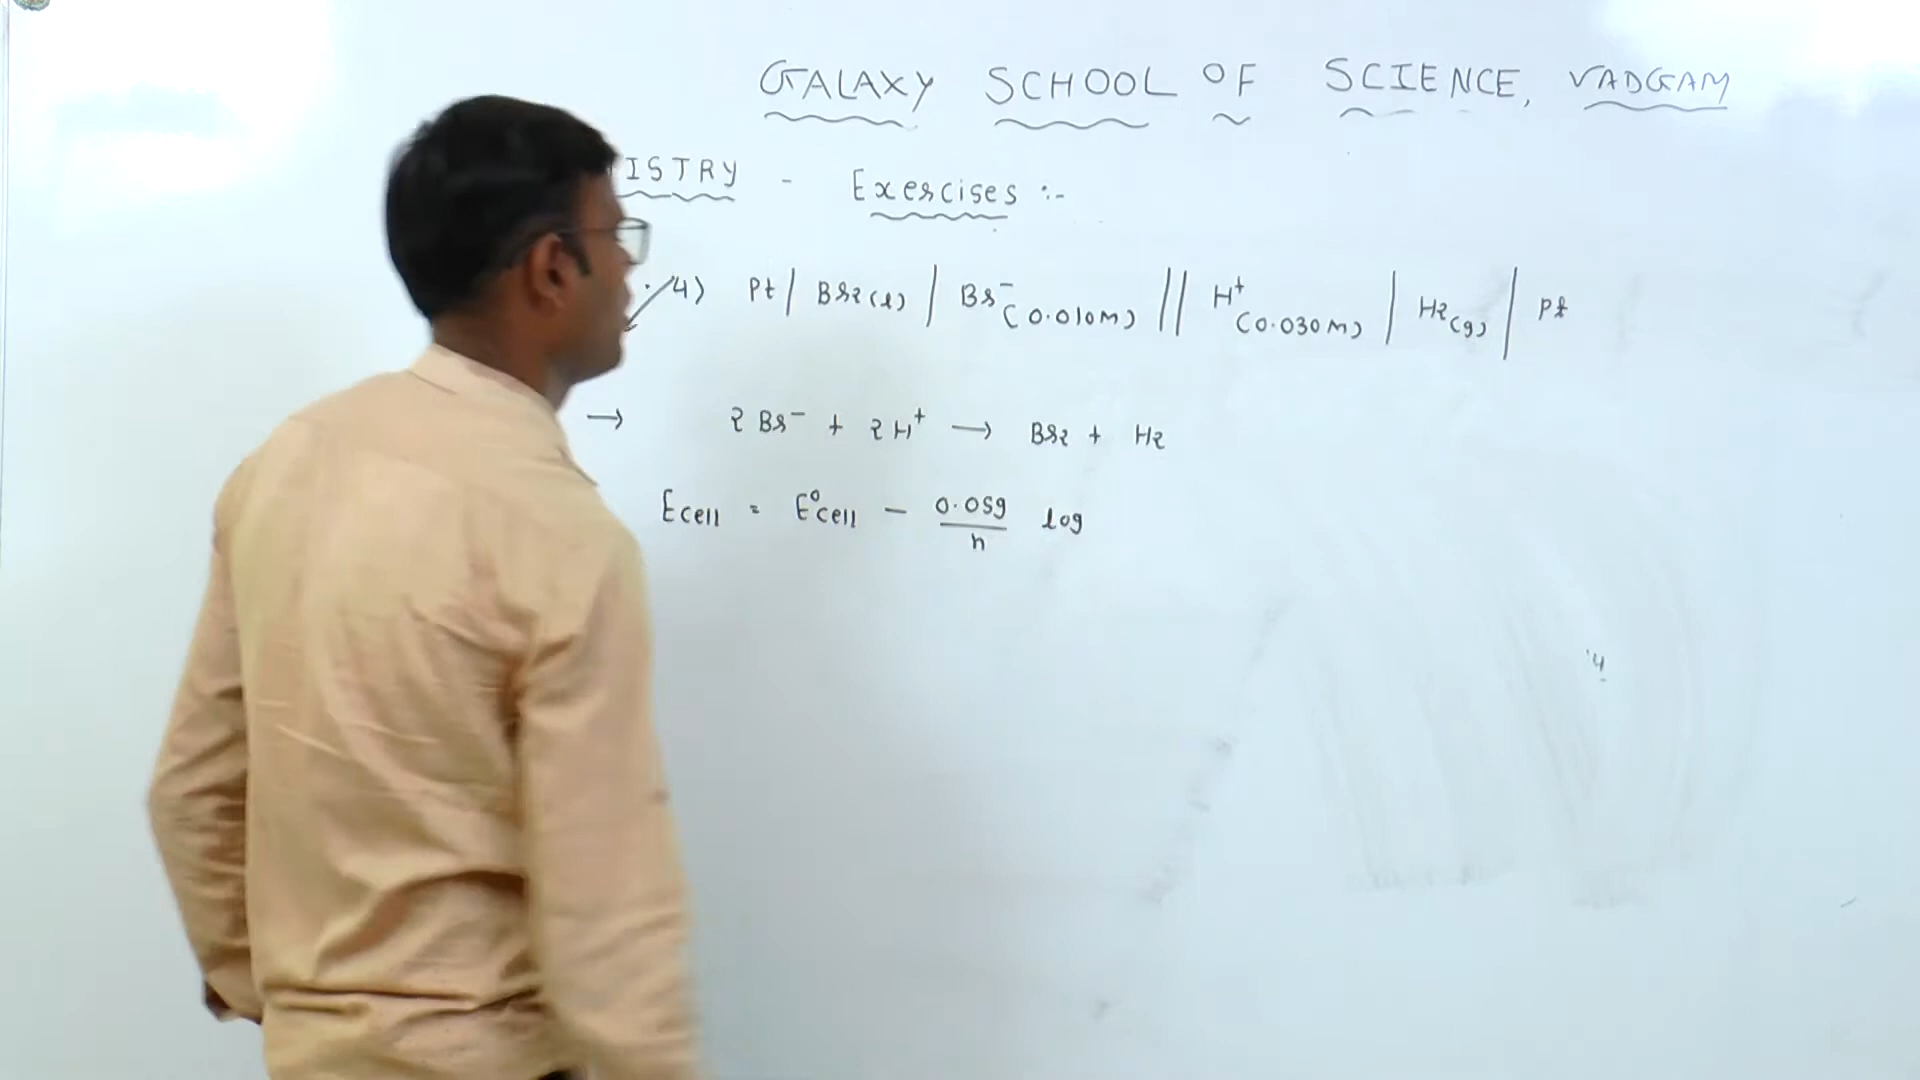 GALAXY SCHOOL OF SCIENCE, VADGAM
ISTRY - Exercises :-
.4) Pt | Br2(l) | Br⁻(0.010M) || H⁺(0.030M) | H2(g) | Pt
→ 2Br⁻ + 2H⁺ → Br2 + H2
Ecell = E⁰cell - 0.059/n log